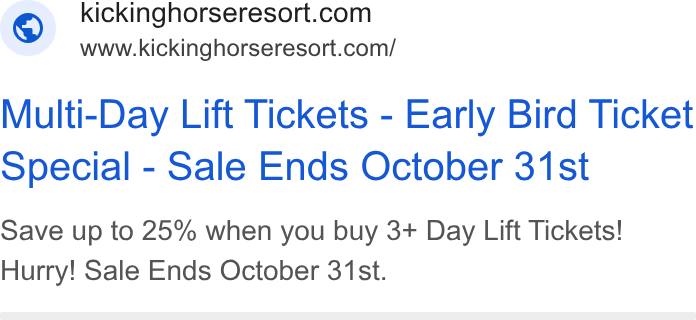 kickinghorseresort.com
www.kickinghorseresort.com/
Multi-Day Lift Tickets - Early Bird Ticket
Special - Sale Ends October 31st
Save up to 25% when you buy 3+ Day Lift Tickets!
Hurry! Sale Ends October 31st.